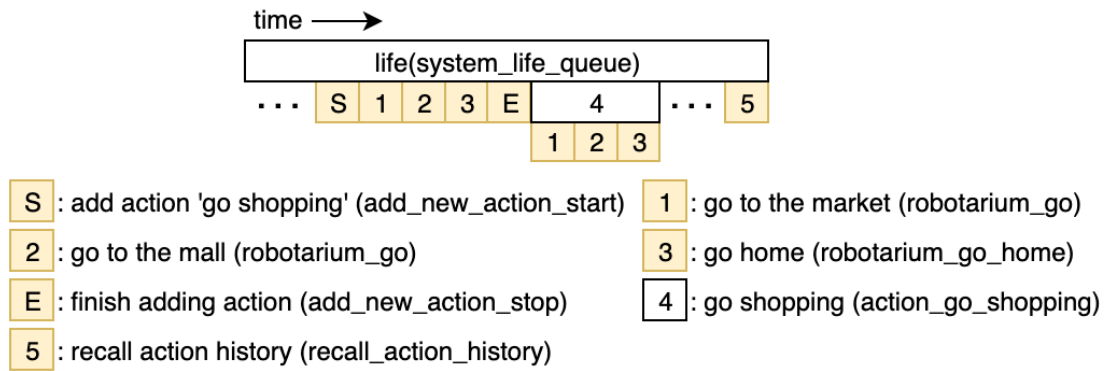 time
life(system_life_queue)
... S 1 2 3 E 4 ... 5
1 2 3
S : add action 'go shopping' (add_new_action_start)
1 : go to the market (robotarium_go)
2 : go to the mall (robotarium_go)
3 : go home (robotarium_go_home)
E : finish adding action (add_new_action_stop)
4 : go shopping (action_go_shopping)
5 : recall action history (recall_action_history)